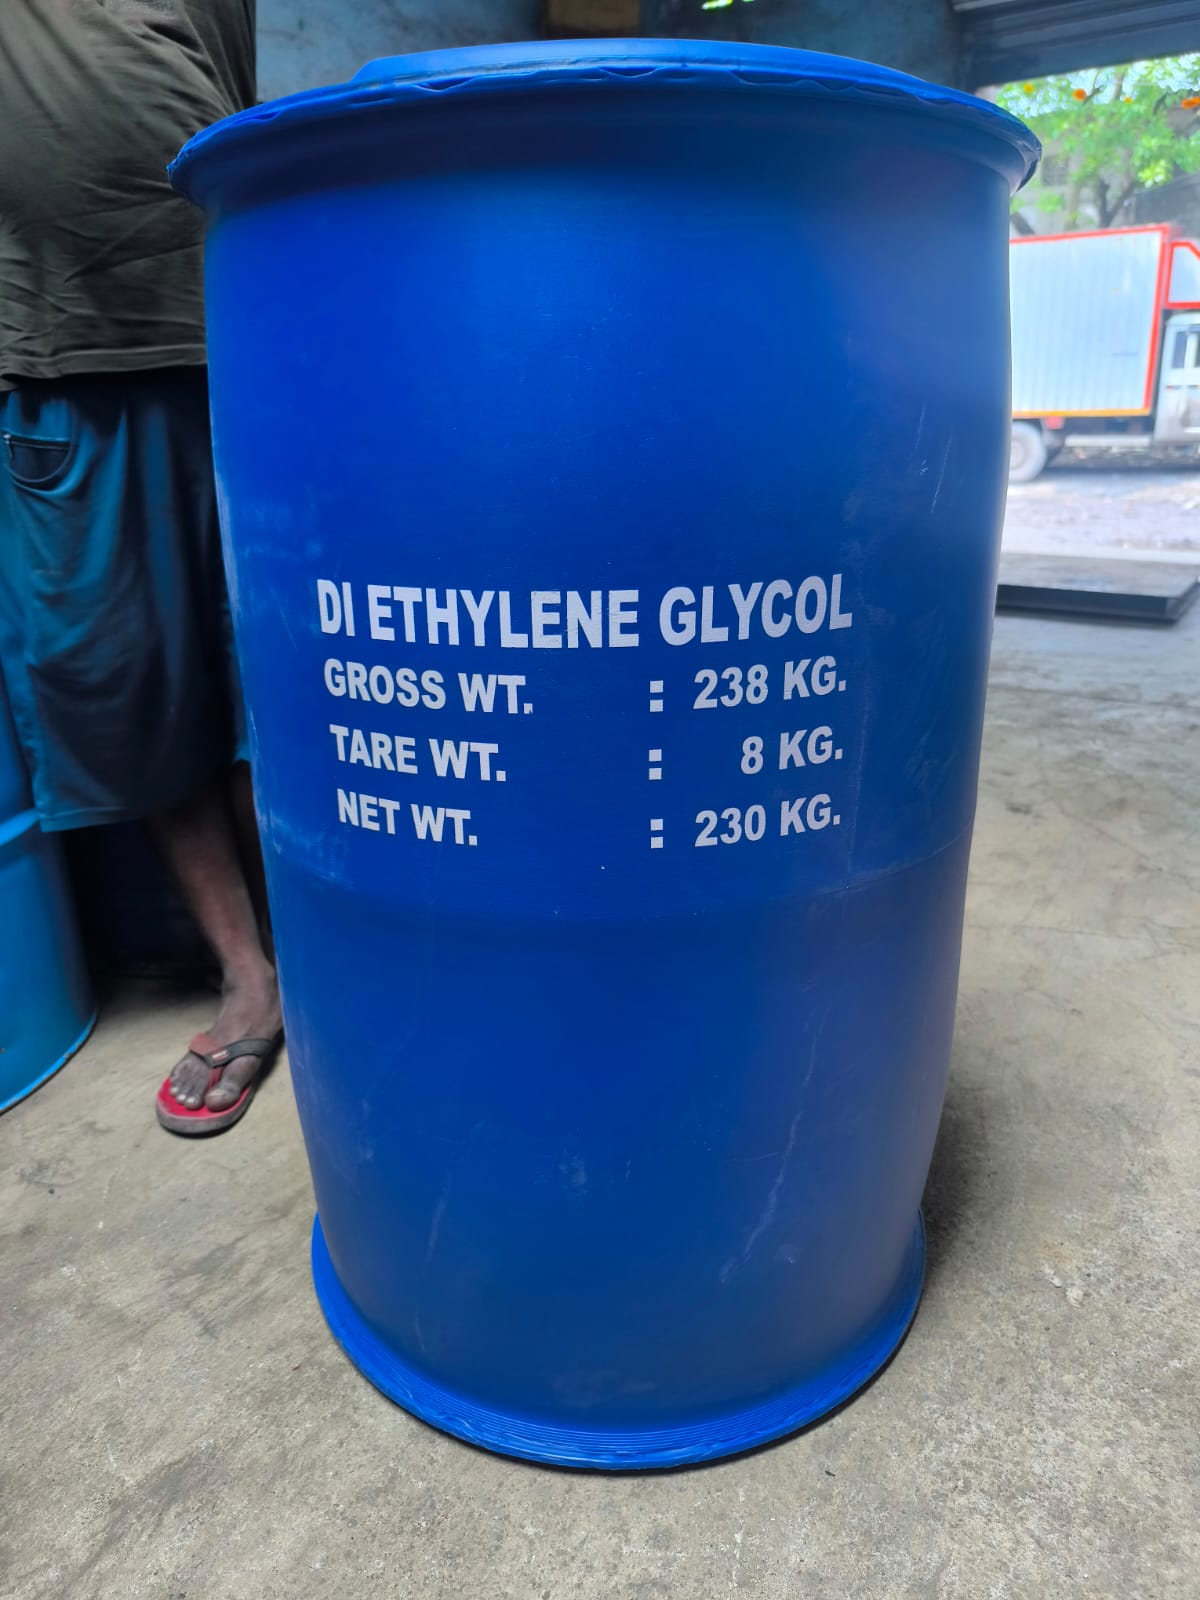 DI ETHYLENE GLYCOL
GROSS WT. : 238 KG.
TARE WT. : 8 KG.
NET WT. : 230 KG.